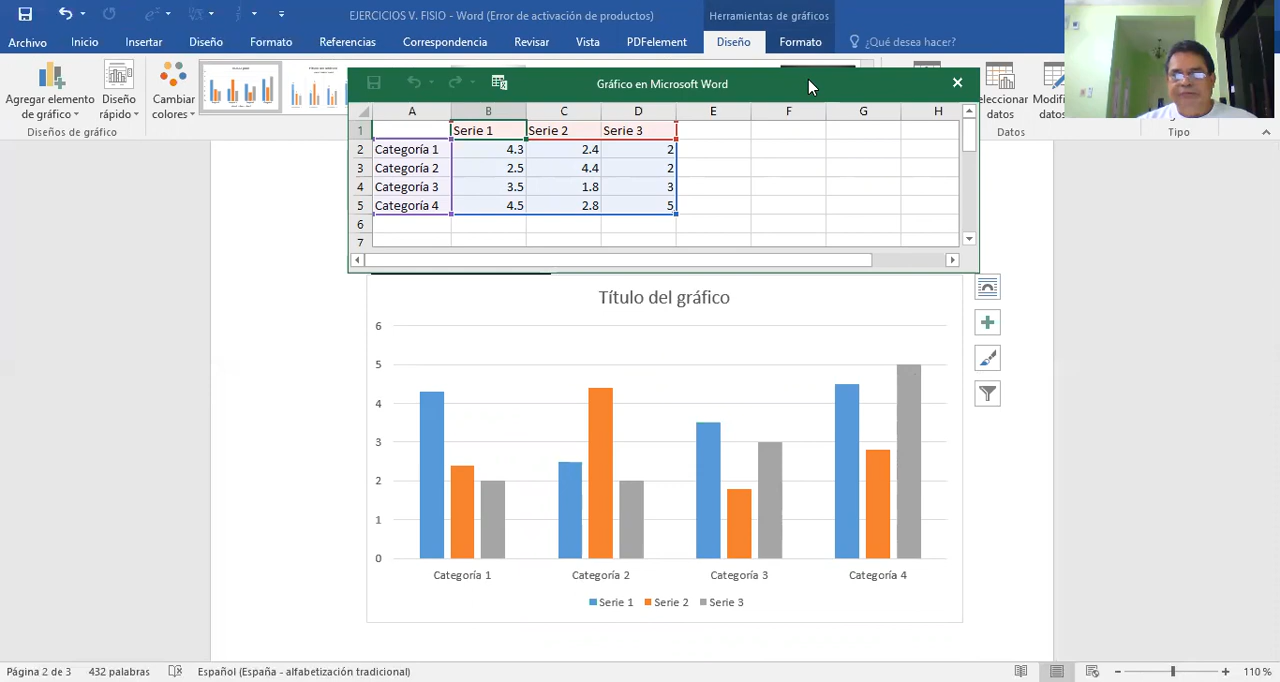 EJERCICIOS V. FISIO - Word (Error de activación de productos)
Herramientas de gráficos
Archivo Inicio Insertar Diseño Formato Referencias Correspondencia Revisar Vista PDFelement Diseño Formato ¿Qué desea hacer?
Agregar elemento
de gráfico
Diseño
rápido
Cambiar
colores
Diseños de gráfico
Gráfico en Microsoft Word
eleccionar
datos
Modifi
Datos
Tipo
A B C D E F G H
1 Serie 1 Serie 2 Serie 3
2 Categoría 1 4.3 2.4 2
3 Categoría 2 2.5 4.4 2
4 Categoría 3 3.5 1.8 3
5 Categoría 4 4.5 2.8 5
6
7
Título del gráfico
6
5
4
3
2
1
0
Categoría 1 Categoría 2 Categoría 3 Categoría 4
Serie 1 Serie 2 Serie 3
Página 2 de 3 432 palabras Español (España - alfabetización tradicional) 110 %